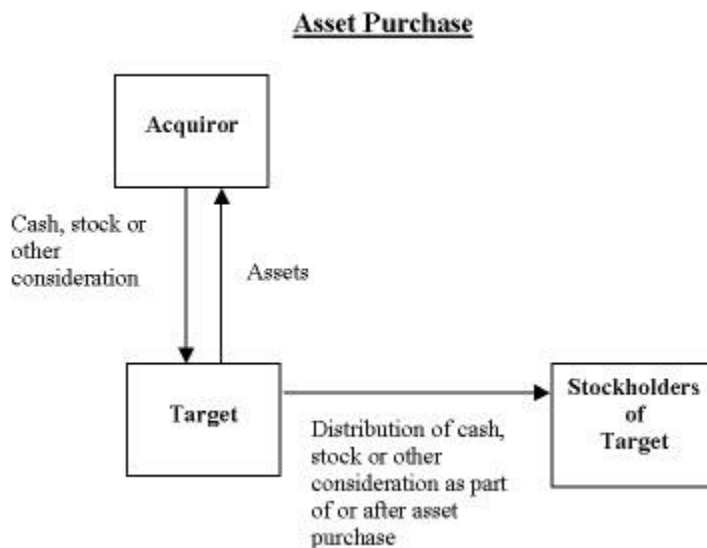 Asset Purchase
Acquiror
Cash, stock or
other
consideration
Assets
Target
Stockholders
of
Target
Distribution of cash,
stock or other
consideration as part
of or after asset
purchase